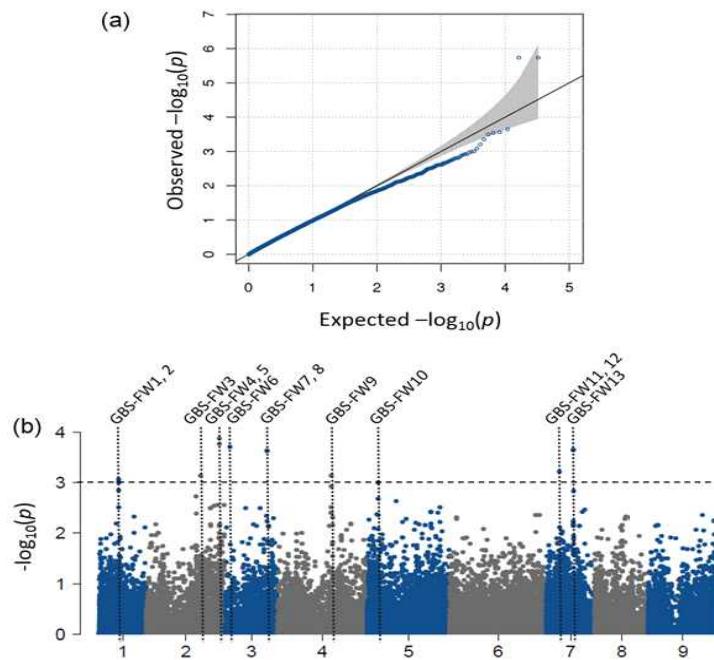 (a)
Observed −log10(p)
7
6
5
4
3
2
1
0
0 1 2 3 4 5
Expected −log10(p)
GBS-FW1, 2
GBS-FW3
GBS-FW4, 5
GBS-FW6
GBS-FW7, 8
GBS-FW9
GBS-FW10
GBS-FW11, 12
GBS-FW13
(b)
-log10(p)
4
3
2
1
0
1 2 3 4 5 6 7 8 9